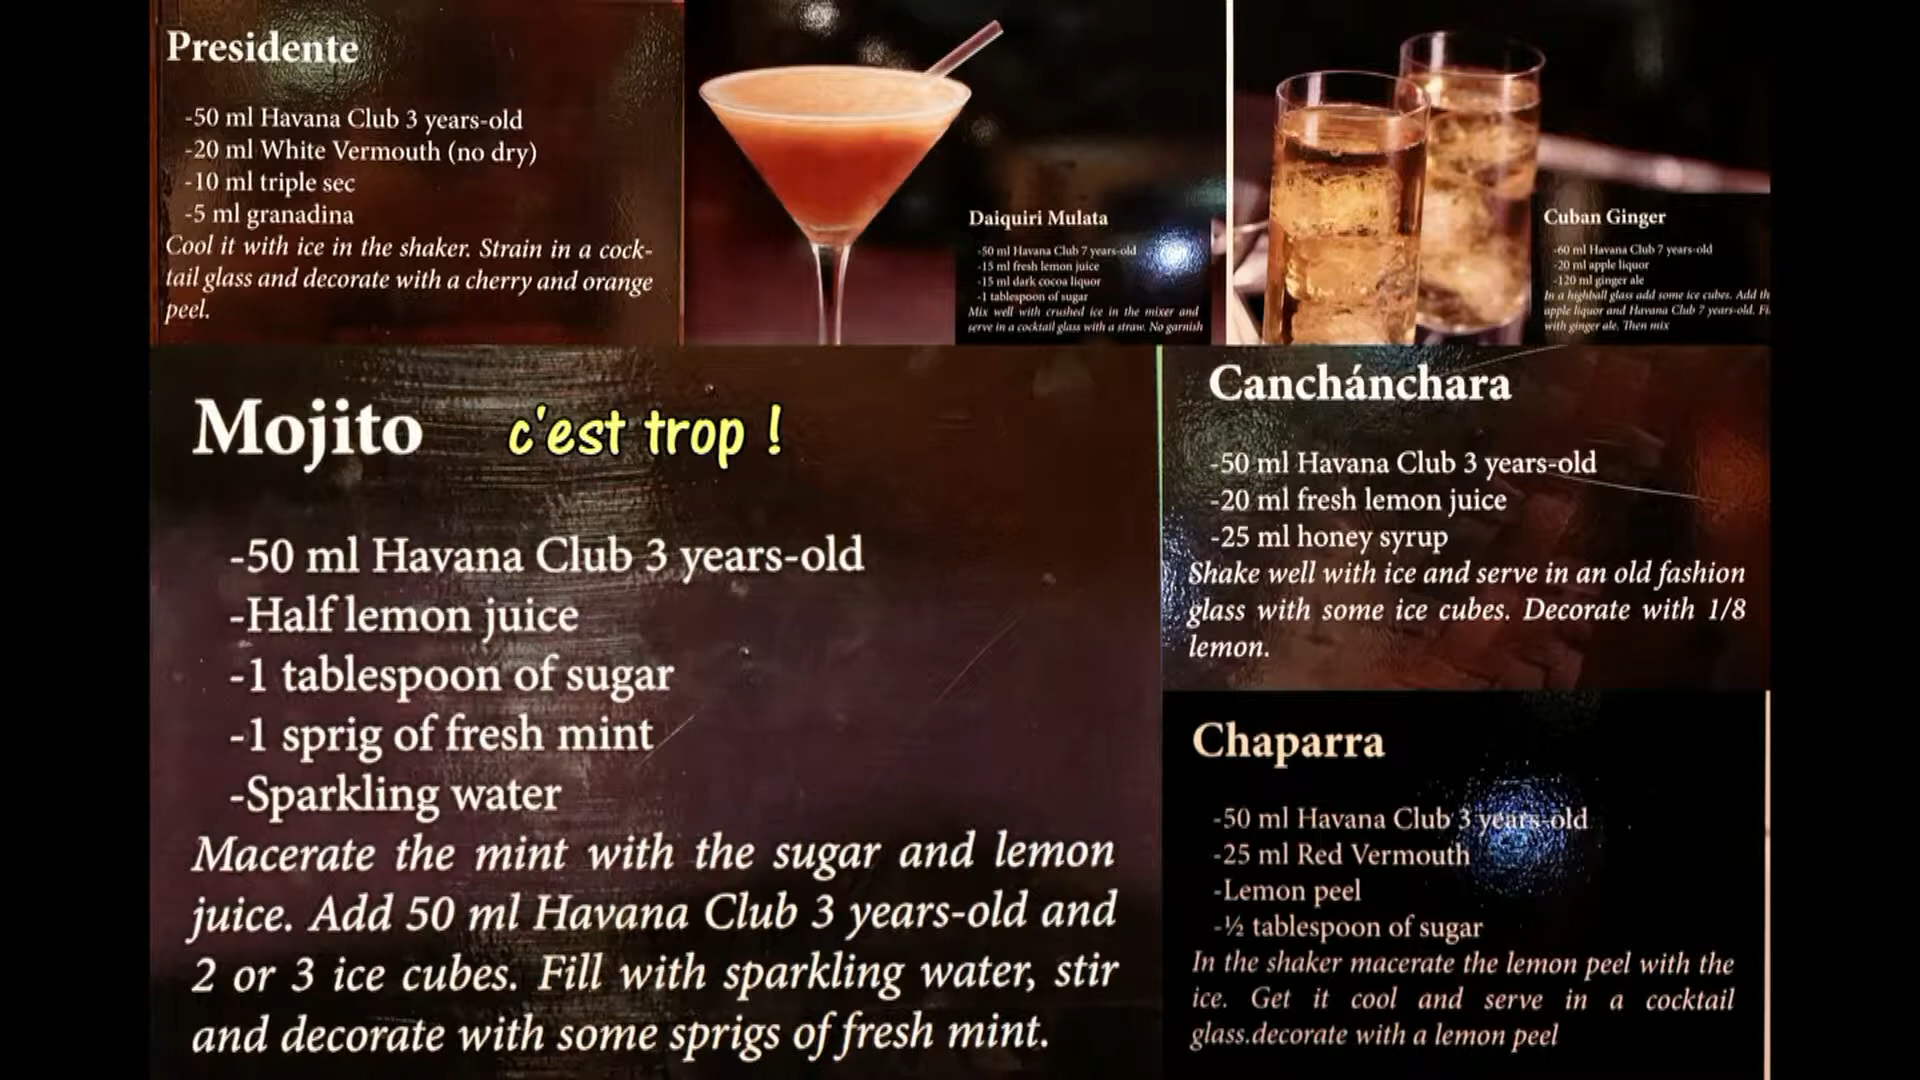 Presidente
-50 ml Havana Club 3 years-old
-20 ml White Vermouth (no dry)
-10 ml triple sec
-5 ml granadina
Cool it with ice in the shaker. Strain in a cock-
tail glass and decorate with a cherry and orange
peel.
Daiquiri Mulata
-50 ml Havana Club 7 years-old
-15 ml fresh lemon juice
-15 ml dark cocoa liquor
-1 tablespoon of sugar
Mix well with crushed ice in the mixer and
serve in a cocktail glass with a straw. No garnish
Cuban Ginger
-60 ml Havana Club 7 years-old
-20 ml apple liquor
-120 ml ginger ale
In a highball glass add some ice cubes. Add th
apple liquor and Havana Club 7 years-old. Fi
with ginger ale. Then mix
Mojito c'est trop !
-50 ml Havana Club 3 years-old
-Half lemon juice
-1 tablespoon of sugar
-1 sprig of fresh mint
-Sparkling water
Macerate the mint with the sugar and lemon
juice. Add 50 ml Havana Club 3 years-old and
2 or 3 ice cubes. Fill with sparkling water, stir
and decorate with some sprigs of fresh mint.
Canchánchara
-50 ml Havana Club 3 years-old
-20 ml fresh lemon juice
-25 ml honey syrup
Shake well with ice and serve in an old fashion
glass with some ice cubes. Decorate with 1/8
lemon.
Chaparra
-50 ml Havana Club 3 years-old
-25 ml Red Vermouth
-Lemon peel
-½ tablespoon of sugar
In the shaker macerate the lemon peel with the
ice. Get it cool and serve in a cocktail
glass.decorate with a lemon peel